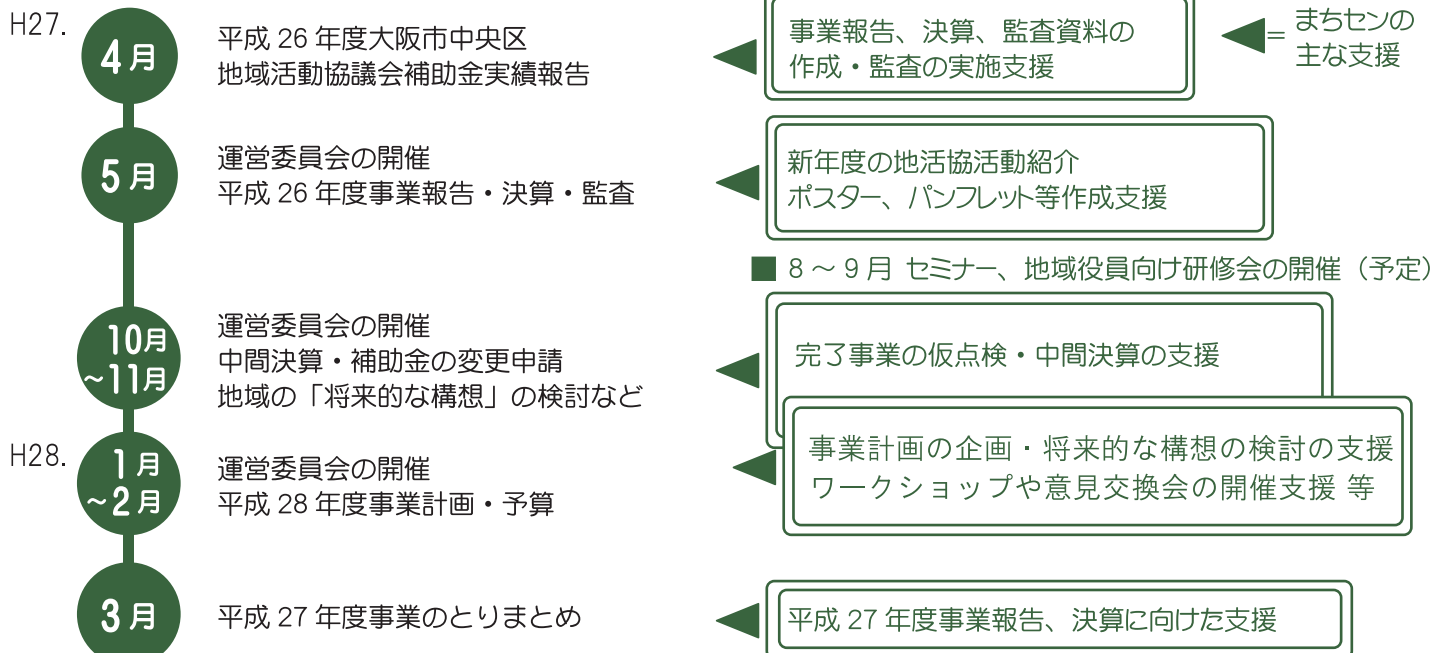 H27.
4月
平成 26 年度大阪市中央区
地域活動協議会補助金実績報告
事業報告、決算、監査資料の
作成・監査の実施支援
= まちセンの
主な支援
5月
運営委員会の開催
平成 26 年度事業報告・決算・監査
新年度の地活協活動紹介
ポスター、パンフレット等作成支援
■ 8～9月 セミナー、地域役員向け研修会の開催（予定）
10月
～11月
運営委員会の開催
中間決算・補助金の変更申請
地域の「将来的な構想」の検討など
完了事業の仮点検・中間決算の支援
H28.
1月
～2月
運営委員会の開催
平成 28 年度事業計画・予算
事業計画の企画・将来的な構想の検討の支援
ワークショップや意見交換会の開催支援 等
3月
平成 27 年度事業のとりまとめ
平成 27 年度事業報告、決算に向けた支援